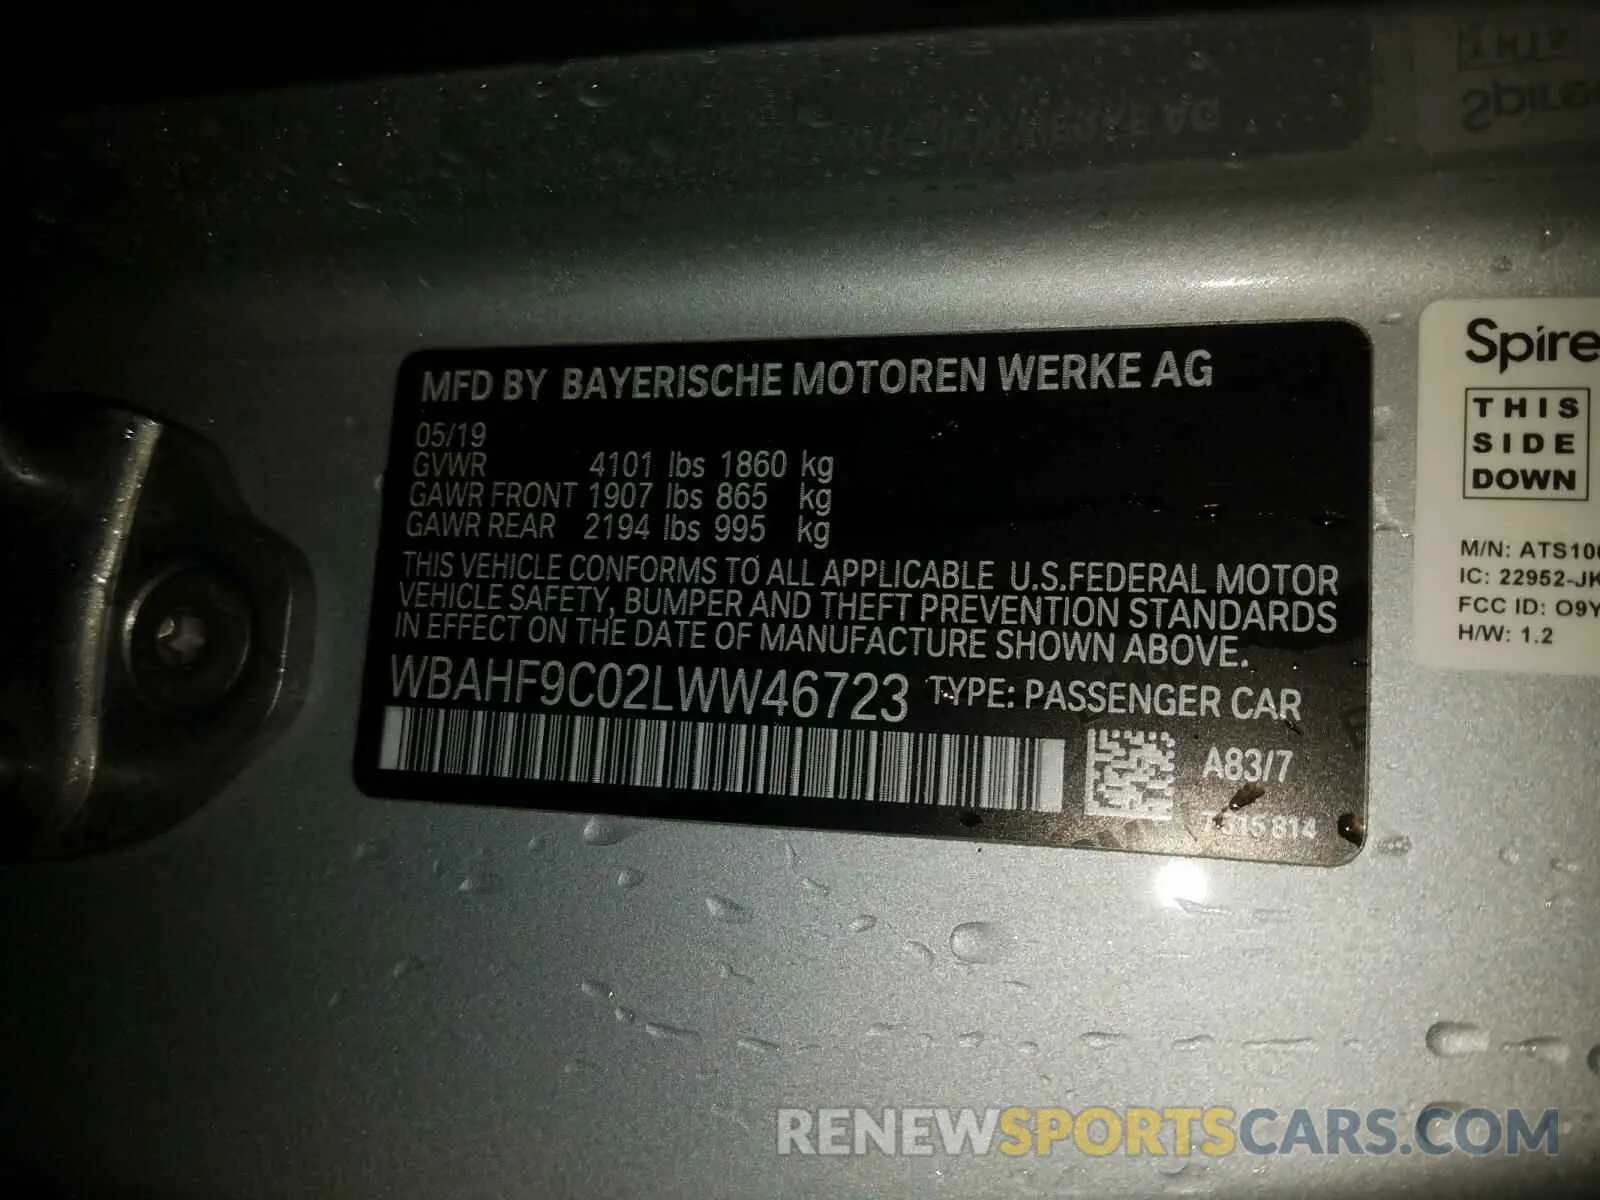 MFD BY BAYERISCHE MOTOREN WERKE AG
05/19
GVWR 4101 lbs 1860 kg
GAWR FRONT 1907 lbs 865 kg
GAWR REAR 2194 lbs 995 kg
THIS VEHICLE CONFORMS TO ALL APPLICABLE U.S.FEDERAL MOTOR
VEHICLE SAFETY, BUMPER AND THEFT PREVENTION STANDARDS
IN EFFECT ON THE DATE OF MANUFACTURE SHOWN ABOVE.
WBAHF9C02LWW46723 TYPE: PASSENGER CAR
A83/7
814
Spire
THIS
SIDE
DOWN
M/N: ATS10
IC: 22952-JK
FCC ID: O9Y
H/W: 1.2
RENEWSPORTSCARS.COM